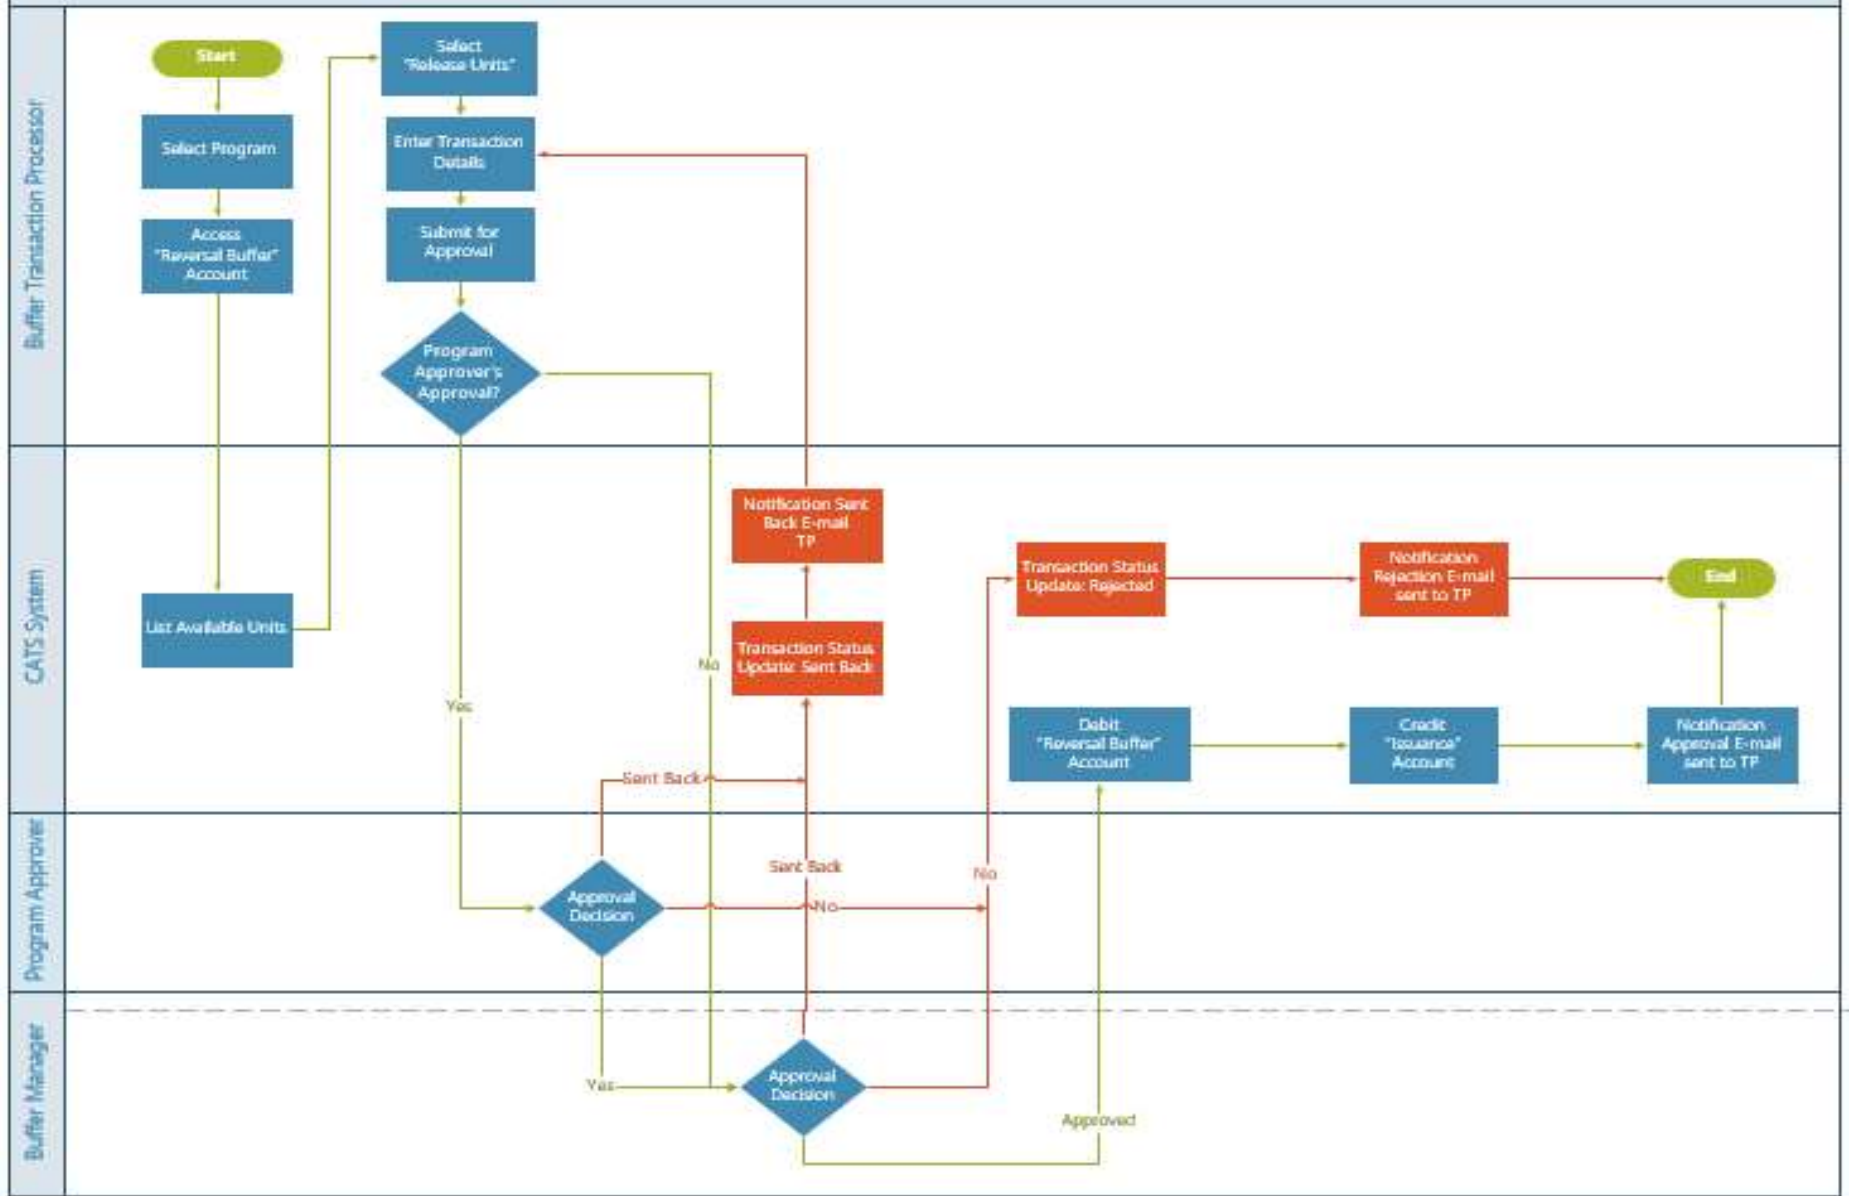 Buffer Transaction Processor
Start
Select Program
Access
"Reversal Buffer"
Account
Select
"Release Units"
Enter Transaction
Details
Submit for
Approval
Program
Approver's
Approval?
CATS System
List Available Units
Yes
No
Notification Sent
Back E-mail
TP
Transaction Status
Update: Sent Back
Sent Back
Transaction Status
Update: Rejected
Notification
Rejection E-mail
sent to TP
End
Debit
"Reversal Buffer"
Account
Credit
"Issuance"
Account
Notification
Approval E-mail
sent to TP
Program Approver
Approval
Decision
Sent Back
No
No
Buffer Manager
Yes
Approval
Decision
Approved